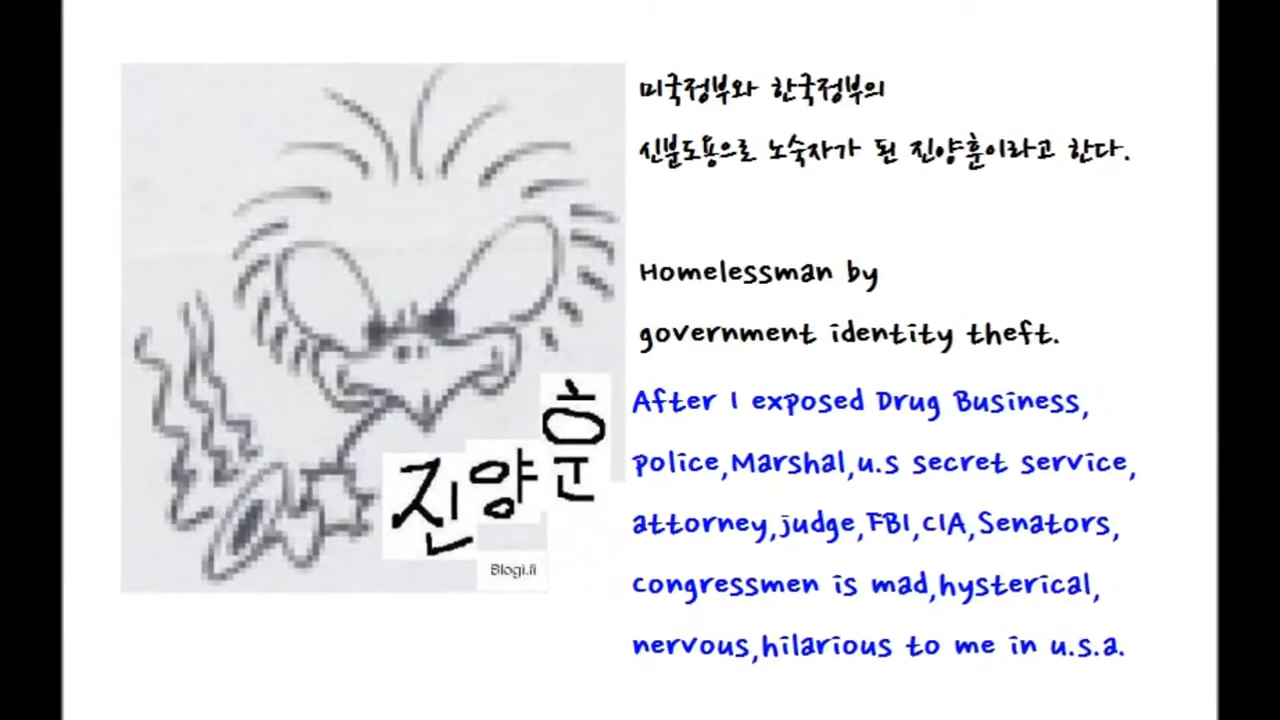 미국정부와 한국정부의
신분도용으로 노숙자가 된 진양훈이라고 한다.
Homelessman by
government identity theft.
After I exposed Drug Business,
police,Marshal,u.s secret service,
attorney,judge,FBI,CIA,Senators,
congressmen is mad,hysterical,
nervous,hilarious to me in u.s.a.
진양훈
Blogi.fi